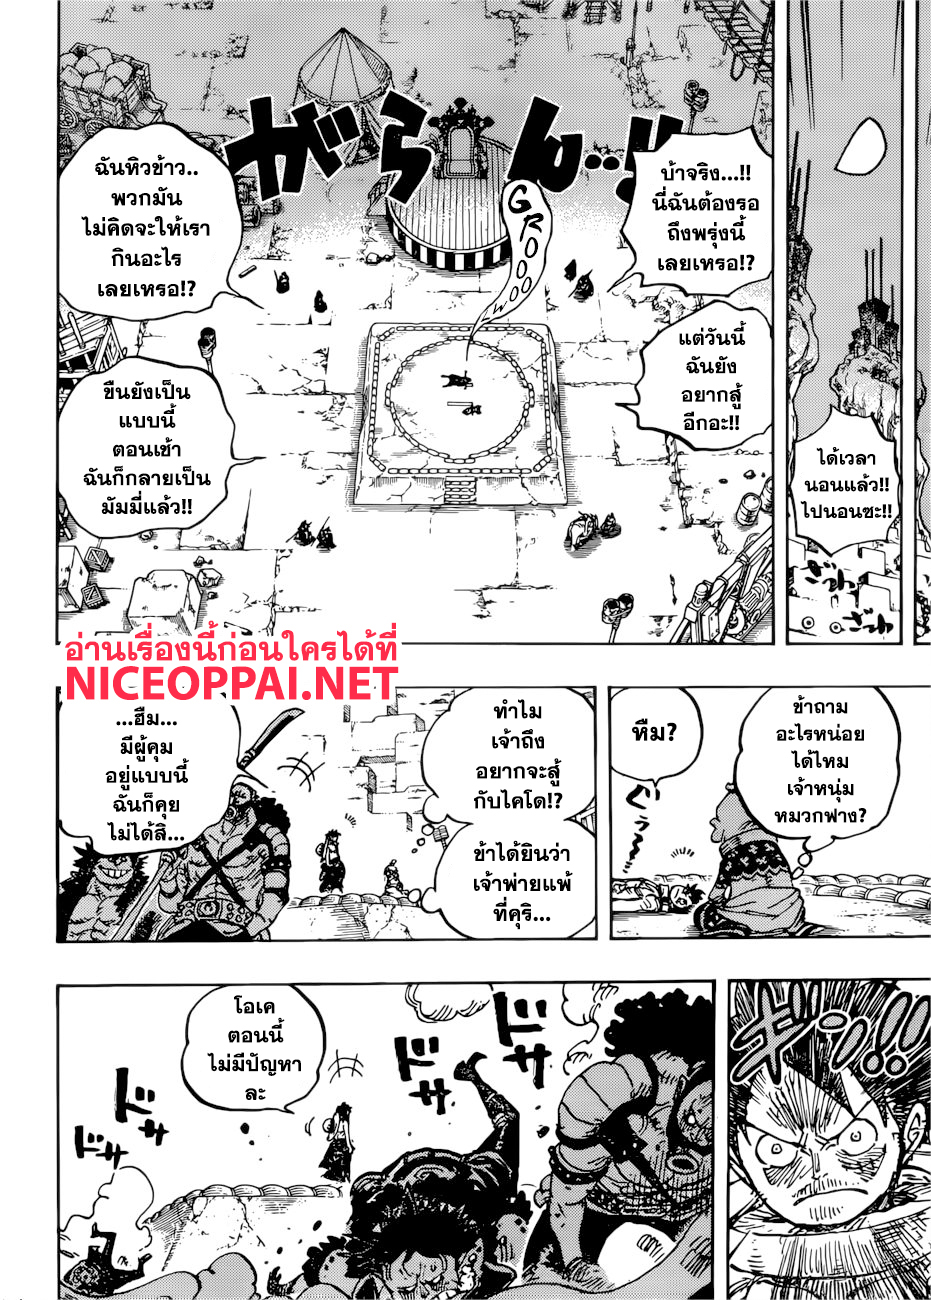 ได้เวลา
นอนแล้ว!!
ไปนอนซะ!!
がらん…!!
บ้าจริง...!!
นี่ฉันต้องรอ
ถึงพรุ่งนี้
เลยเหรอ!?
แต่วันนี้
ฉันยัง
อยากสู้
อีกอะ!!
GROOO
WOO
ฉันหิวข้าว..
พวกมัน
ไม่คิดจะให้เรา
กินอะไร
เลยเหรอ!?
ขืนยังเป็น
แบบนี้
ตอนเช้า
ฉันก็กลายเป็น
มัมมี่แล้ว!!
อ่านเรื่องนี้ก่อนใครได้ที่
NICEOPPAI.NET
ข้าถาม
อะไรหน่อย
ได้ไหม
เจ้าหนุ่ม
หมวกฟาง?
หืม?
ทำไม
เจ้าถึง
อยากจะสู้
กับไคโด!?
ข้าได้ยินว่า
เจ้าพ่ายแพ้
ที่คุริ...
...ฮืม...
มีผู้คุม
อยู่แบบนี้
ฉันก็คุย
ไม่ได้สิ...
ギン!!
ドサ
ドサ
ドサ
ドサ
โอเค
ตอนนี้
ไม่มีปัญหา
ละ